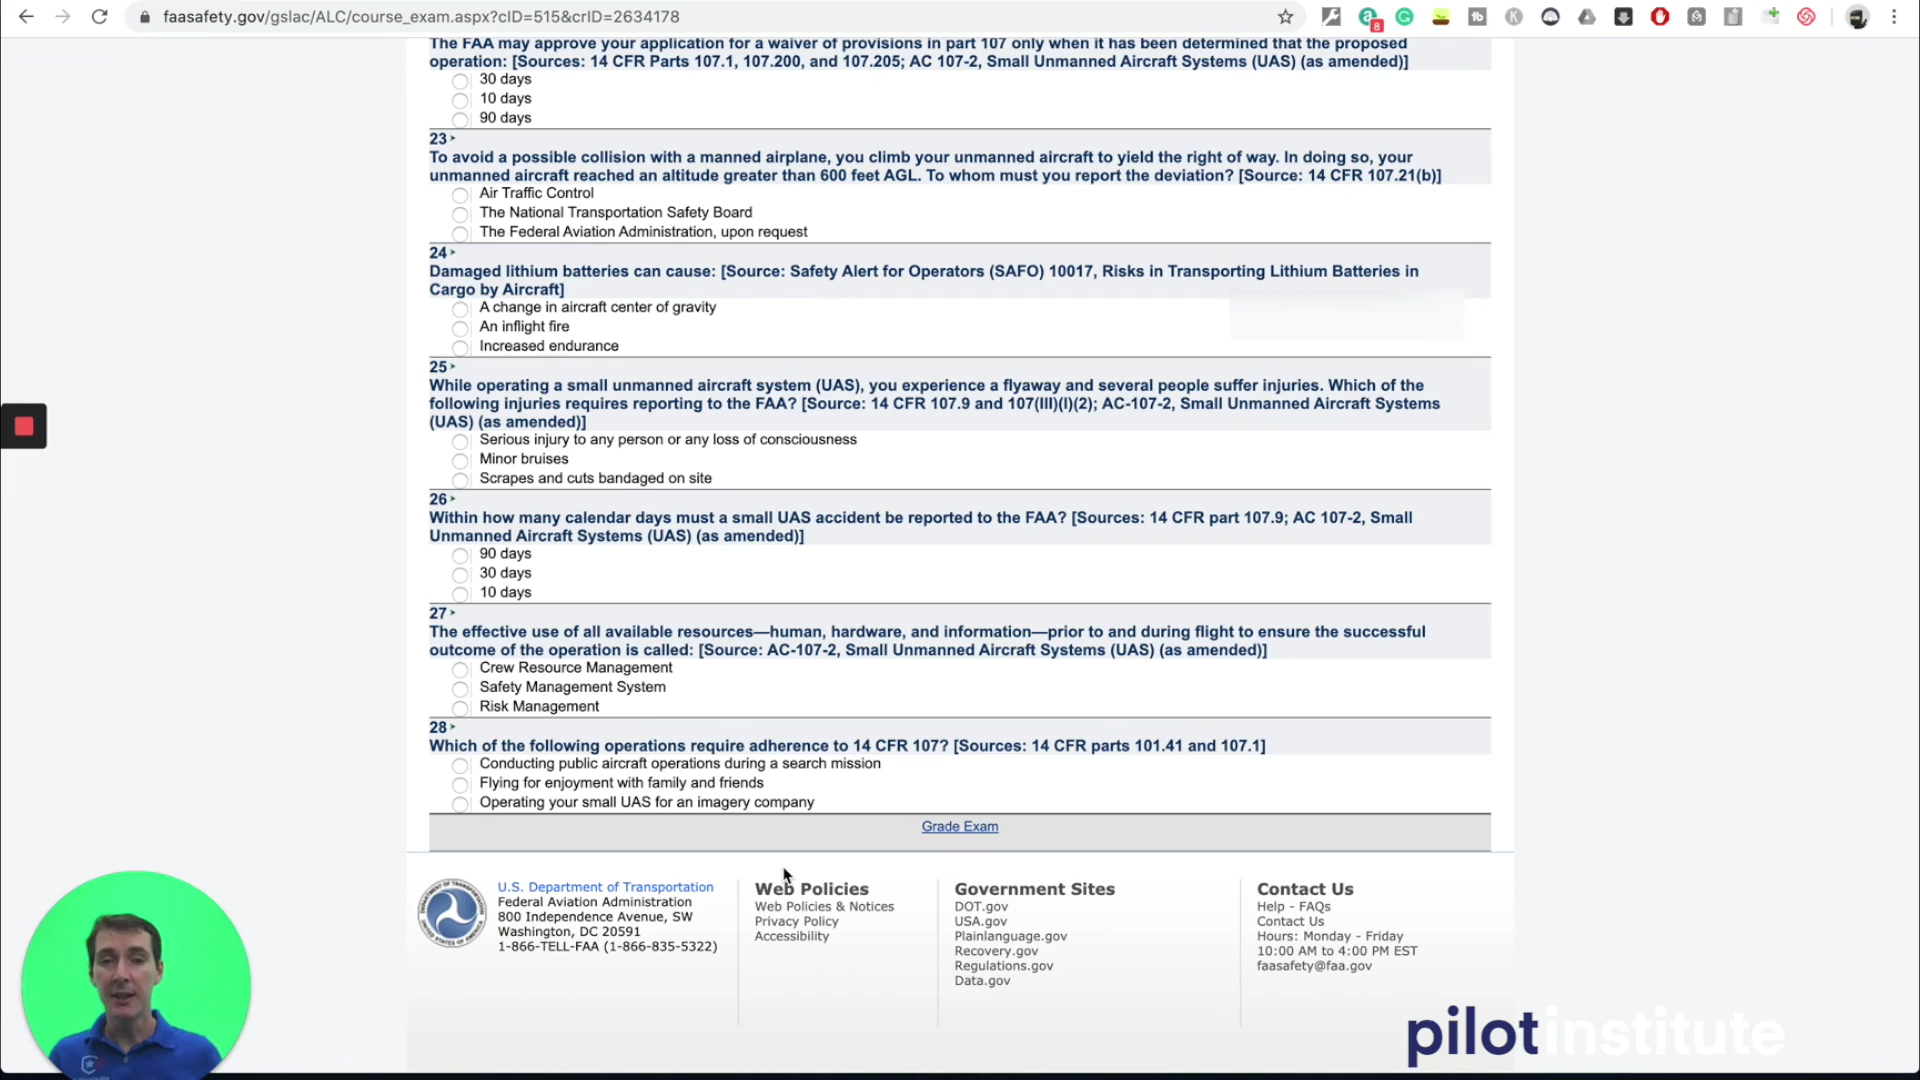 faasafety.gov/gslac/ALC/course_exam.aspx?cID=515&crID=2634178
8
The FAA may approve your application for a waiver of provisions in part 107 only when it has been determined that the proposed
operation: [Sources: 14 CFR Parts 107.1, 107.200, and 107.205; AC 107-2, Small Unmanned Aircraft Systems (UAS) (as amended)]
30 days
10 days
90 days
23
To avoid a possible collision with a manned airplane, you climb your unmanned aircraft to yield the right of way. In doing so, your
unmanned aircraft reached an altitude greater than 600 feet AGL. To whom must you report the deviation? [Source: 14 CFR 107.21(b)]
Air Traffic Control
The National Transportation Safety Board
The Federal Aviation Administration, upon request
24
Damaged lithium batteries can cause: [Source: Safety Alert for Operators (SAFO) 10017, Risks in Transporting Lithium Batteries in
Cargo by Aircraft]
A change in aircraft center of gravity
An inflight fire
Increased endurance
25
While operating a small unmanned aircraft system (UAS), you experience a flyaway and several people suffer injuries. Which of the
following injuries requires reporting to the FAA? [Source: 14 CFR 107.9 and 107(III)(I)(2); AC-107-2, Small Unmanned Aircraft Systems
(UAS) (as amended)]
Serious injury to any person or any loss of consciousness
Minor bruises
Scrapes and cuts bandaged on site
26
Within how many calendar days must a small UAS accident be reported to the FAA? [Sources: 14 CFR part 107.9; AC 107-2, Small
Unmanned Aircraft Systems (UAS) (as amended)]
90 days
30 days
10 days
27
The effective use of all available resources—human, hardware, and information—prior to and during flight to ensure the successful
outcome of the operation is called: [Source: AC-107-2, Small Unmanned Aircraft Systems (UAS) (as amended)]
Crew Resource Management
Safety Management System
Risk Management
28
Which of the following operations require adherence to 14 CFR 107? [Sources: 14 CFR parts 101.41 and 107.1]
Conducting public aircraft operations during a search mission
Flying for enjoyment with family and friends
Operating your small UAS for an imagery company
Grade Exam
U.S. Department of Transportation
Federal Aviation Administration
800 Independence Avenue, SW
Washington, DC 20591
1-866-TELL-FAA (1-866-835-5322)
Web Policies
Web Policies & Notices
Privacy Policy
Accessibility
Government Sites
DOT.gov
USA.gov
Plainlanguage.gov
Recovery.gov
Regulations.gov
Data.gov
Contact Us
Help - FAQs
Contact Us
Hours: Monday - Friday
10:00 AM to 4:00 PM EST
faasafety@faa.gov
pilotinstitute